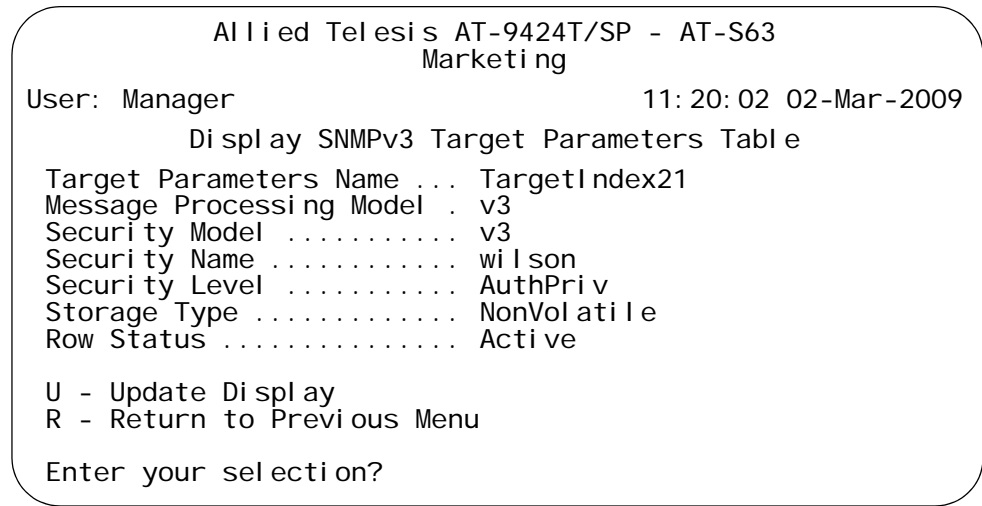 Allied Telesis AT-9424T/SP - AT-S63
Marketing
User: Manager 11:20:02 02-Mar-2009
Display SNMPv3 Target Parameters Table
Target Parameters Name ... TargetIndex21
Message Processing Model . v3
Security Model ........... v3
Security Name ............ wilson
Security Level ........... AuthPriv
Storage Type ............. NonVolatile
Row Status ............... Active
U - Update Display
R - Return to Previous Menu
Enter your selection?